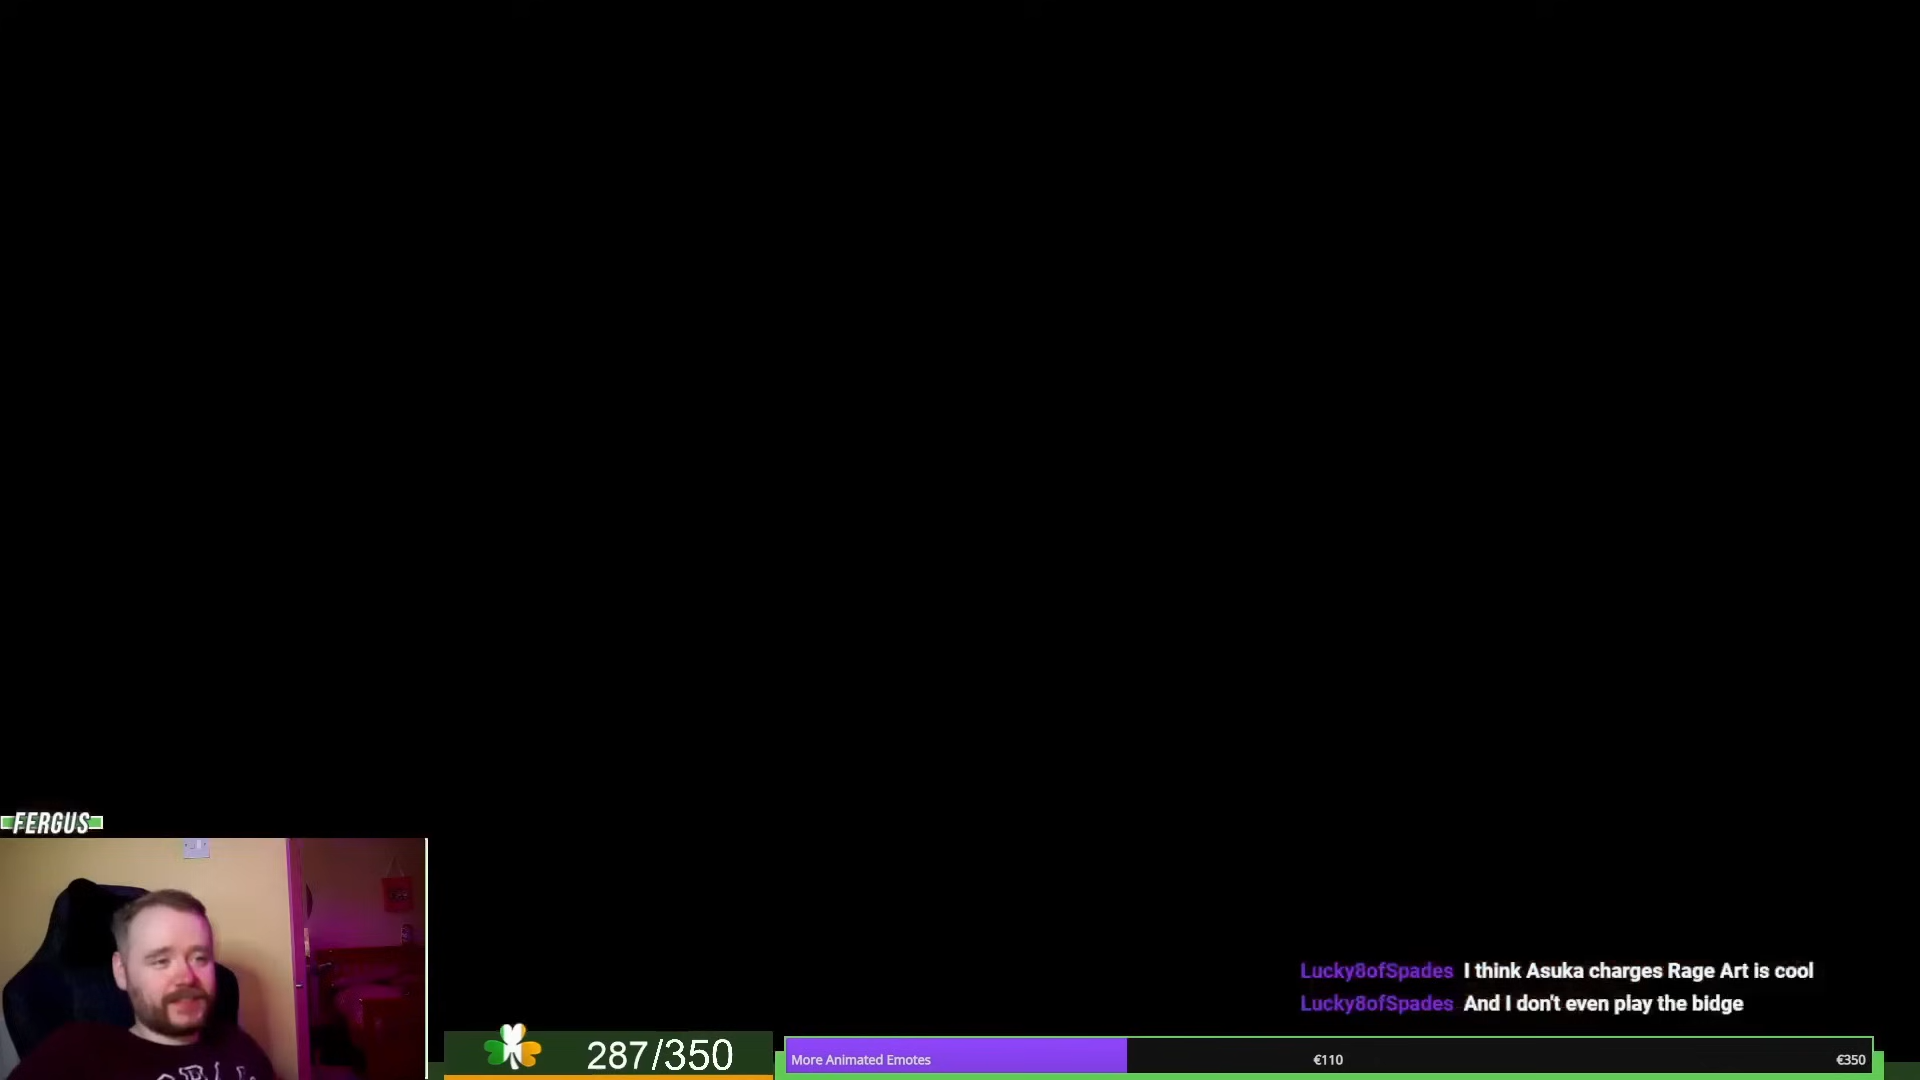 FERGUS
Lucky8ofSpades I think Asuka charges Rage Art is cool
Lucky8ofSpades And I don't even play the bidge
287/350
More Animated Emotes €110 €350